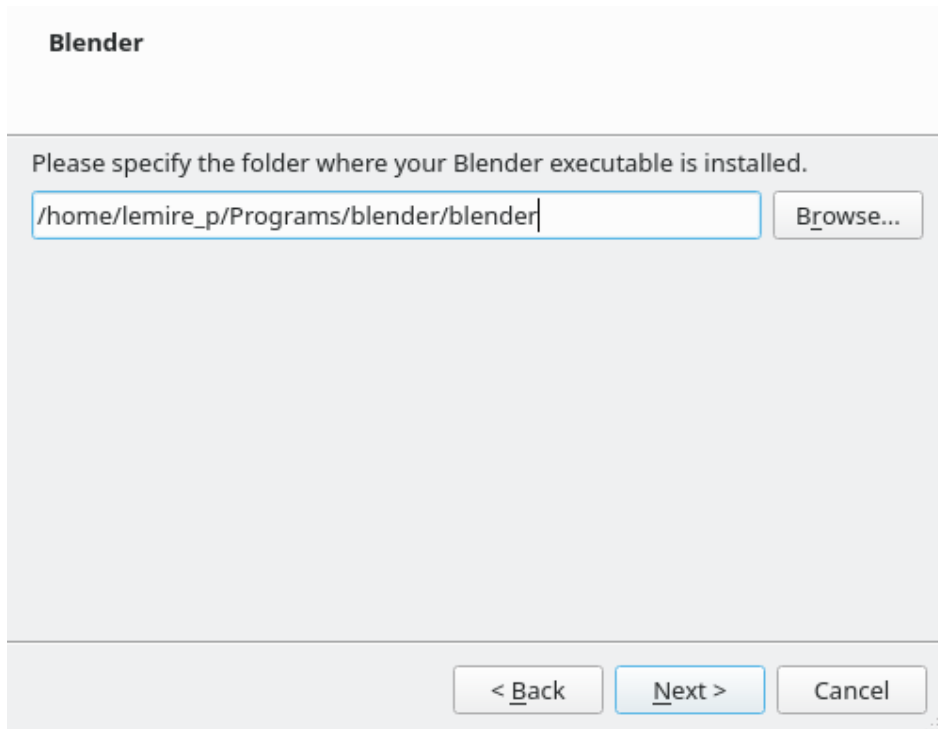 Blender
Please specify the folder where your Blender executable is installed.
/home/lemire_p/Programs/blender/blender
Browse...
< Back
Next >
Cancel